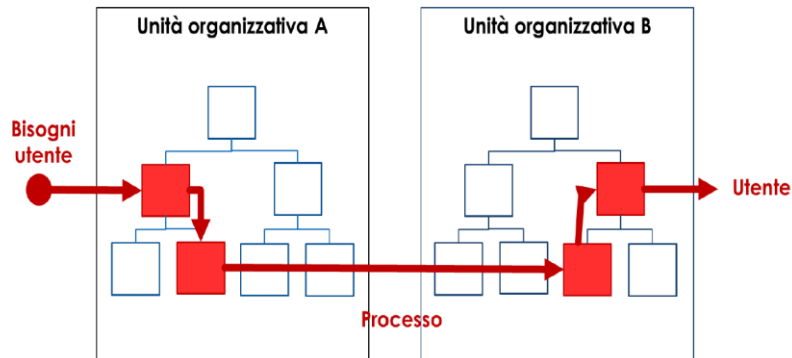 Unità organizzativa A
Unità organizzativa B
Bisogni
utente
Utente
Processo